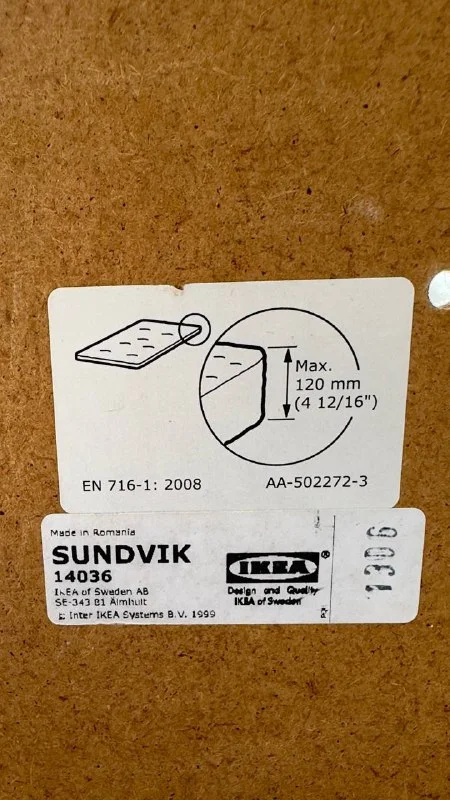 Max.
120 mm
(4 12/16")
EN 716-1: 2008
AA-502272-3
Made in Romania
SUNDVIK
14036
IKEA of Sweden AB
SE-343 81 Älmhult
Inter IKEA Systems B.V. 1999
IKEA®
Design and Quality
IKEA of Sweden
1306